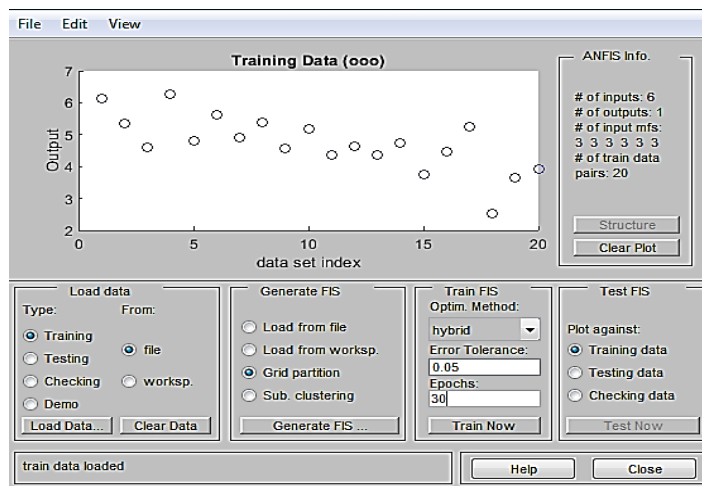 File Edit View
Training Data (ooo)
7
6
5
4
3
2
Output
0 5 10 15 20
data set index
ANFIS Info.
# of inputs: 6
# of outputs: 1
# of input mfs:
3 3 3 3 3 3
# of train data
pairs: 20
Structure
Clear Plot
Load data
Type: From:
Training
Testing
Checking
Demo
file
worksp.
Load Data... Clear Data
Generate FIS
Load from file
Load from worksp.
Grid partition
Sub. clustering
Generate FIS ...
Train FIS
Optim. Method:
hybrid
Error Tolerance:
0.05
Epochs:
30
Train Now
Test FIS
Plot against:
Training data
Testing data
Checking data
Test Now
train data loaded
Help Close